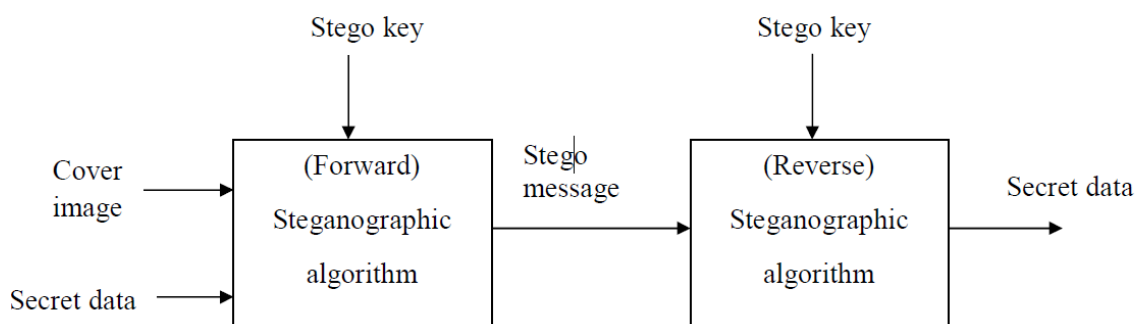 Stego key
Stego key
Cover
image
Secret data
(Forward)
Steganographic
algorithm
Stego
message
(Reverse)
Steganographic
algorithm
Secret data